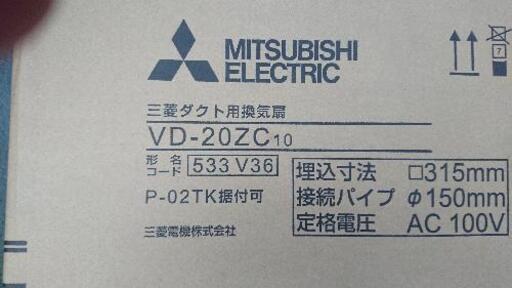 MITSUBISHI
ELECTRIC
7
三菱ダクト用換気扇
VD-20ZC10
形名コード 533V36
P-02TK据付可
三菱電機株式会社
埋込寸法 □315mm
接続パイプ φ150mm
定格電圧 AC 100V